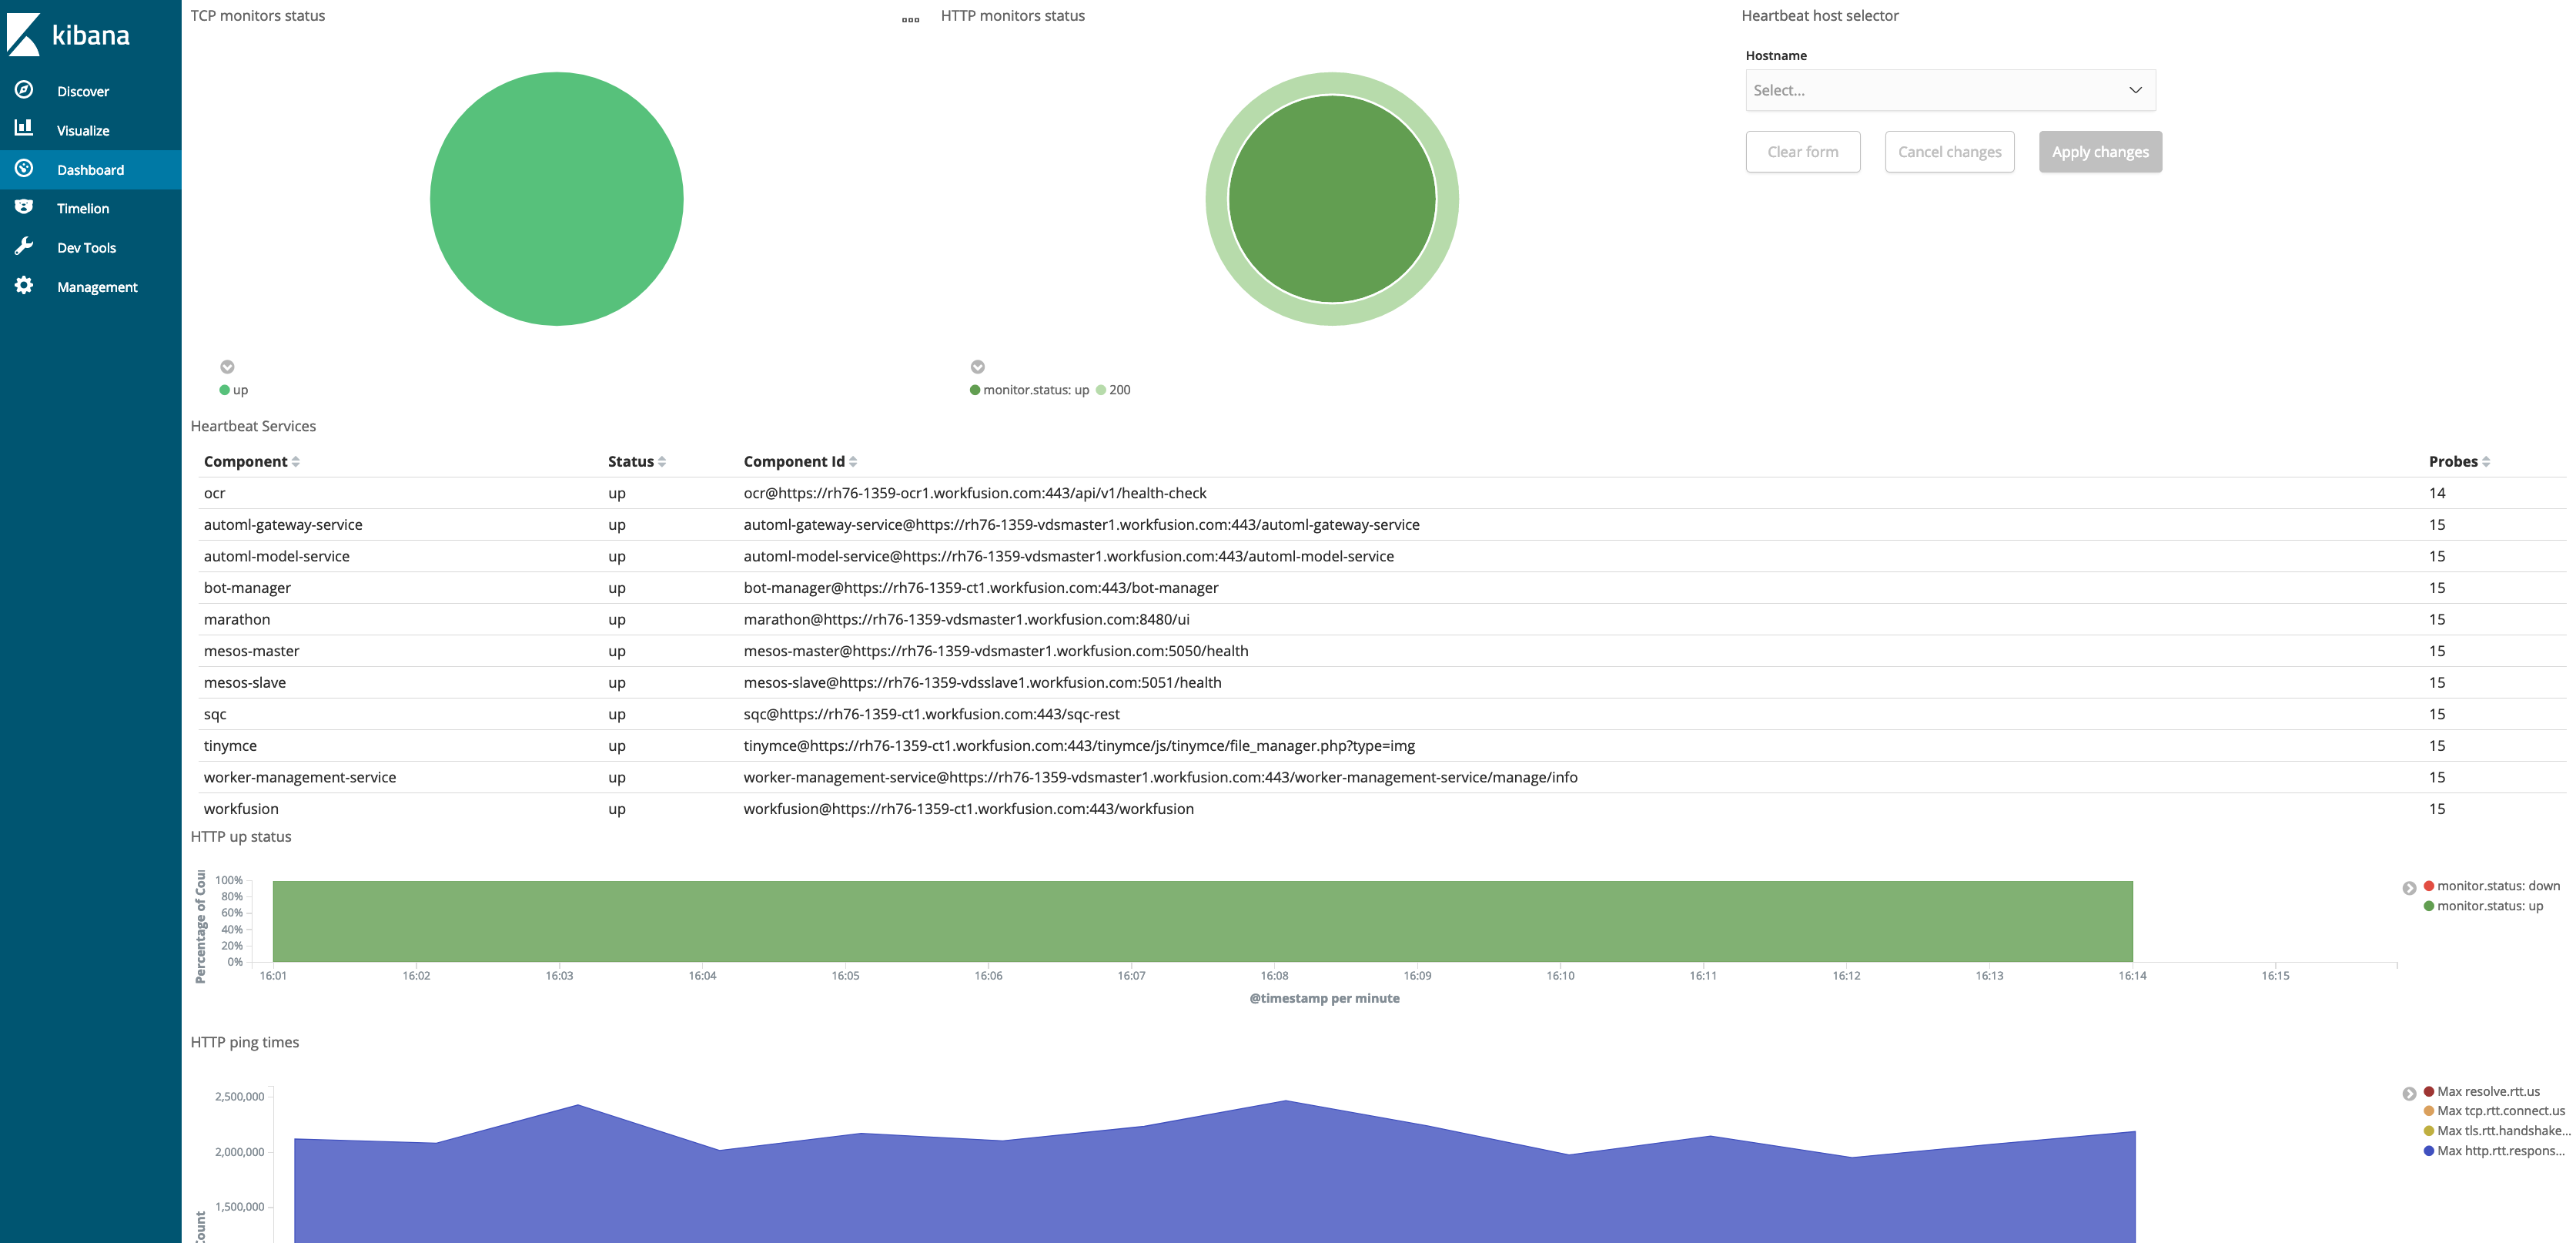 kibana
Discover
Visualize
Dashboard
Timelion
Dev Tools
Management
TCP monitors status
up
HTTP monitors status
monitor.status: up 200
Heartbeat host selector
Hostname
Select...
Clear form Cancel changes Apply changes
Heartbeat Services
Component Status Component Id Probes
ocr up ocr@https://rh76-1359-ocr1.workfusion.com:443/api/v1/health-check 14
automl-gateway-service up automl-gateway-service@https://rh76-1359-vdsmaster1.workfusion.com:443/automl-gateway-service 15
automl-model-service up automl-model-service@https://rh76-1359-vdsmaster1.workfusion.com:443/automl-model-service 15
bot-manager up bot-manager@https://rh76-1359-ct1.workfusion.com:443/bot-manager 15
marathon up marathon@https://rh76-1359-vdsmaster1.workfusion.com:8480/ui 15
mesos-master up mesos-master@https://rh76-1359-vdsmaster1.workfusion.com:5050/health 15
mesos-slave up mesos-slave@https://rh76-1359-vdsslave1.workfusion.com:5051/health 15
sqc up sqc@https://rh76-1359-ct1.workfusion.com:443/sqc-rest 15
tinymce up tinymce@https://rh76-1359-ct1.workfusion.com:443/tinymce/js/tinymce/file_manager.php?type=img 15
worker-management-service up worker-management-service@https://rh76-1359-vdsmaster1.workfusion.com:443/worker-management-service/manage/info 15
workfusion up workfusion@https://rh76-1359-ct1.workfusion.com:443/workfusion 15
HTTP up status
Percentage of Cou
100%
80%
60%
40%
20%
0%
16:01 16:02 16:03 16:04 16:05 16:06 16:07 16:08 16:09 16:10 16:11 16:12 16:13 16:14 16:15
@timestamp per minute
monitor.status: down
monitor.status: up
HTTP ping times
2,500,000
2,000,000
1,500,000
ount
Max resolve.rtt.us
Max tcp.rtt.connect.us
Max tls.rtt.handshake...
Max http.rtt.respons...